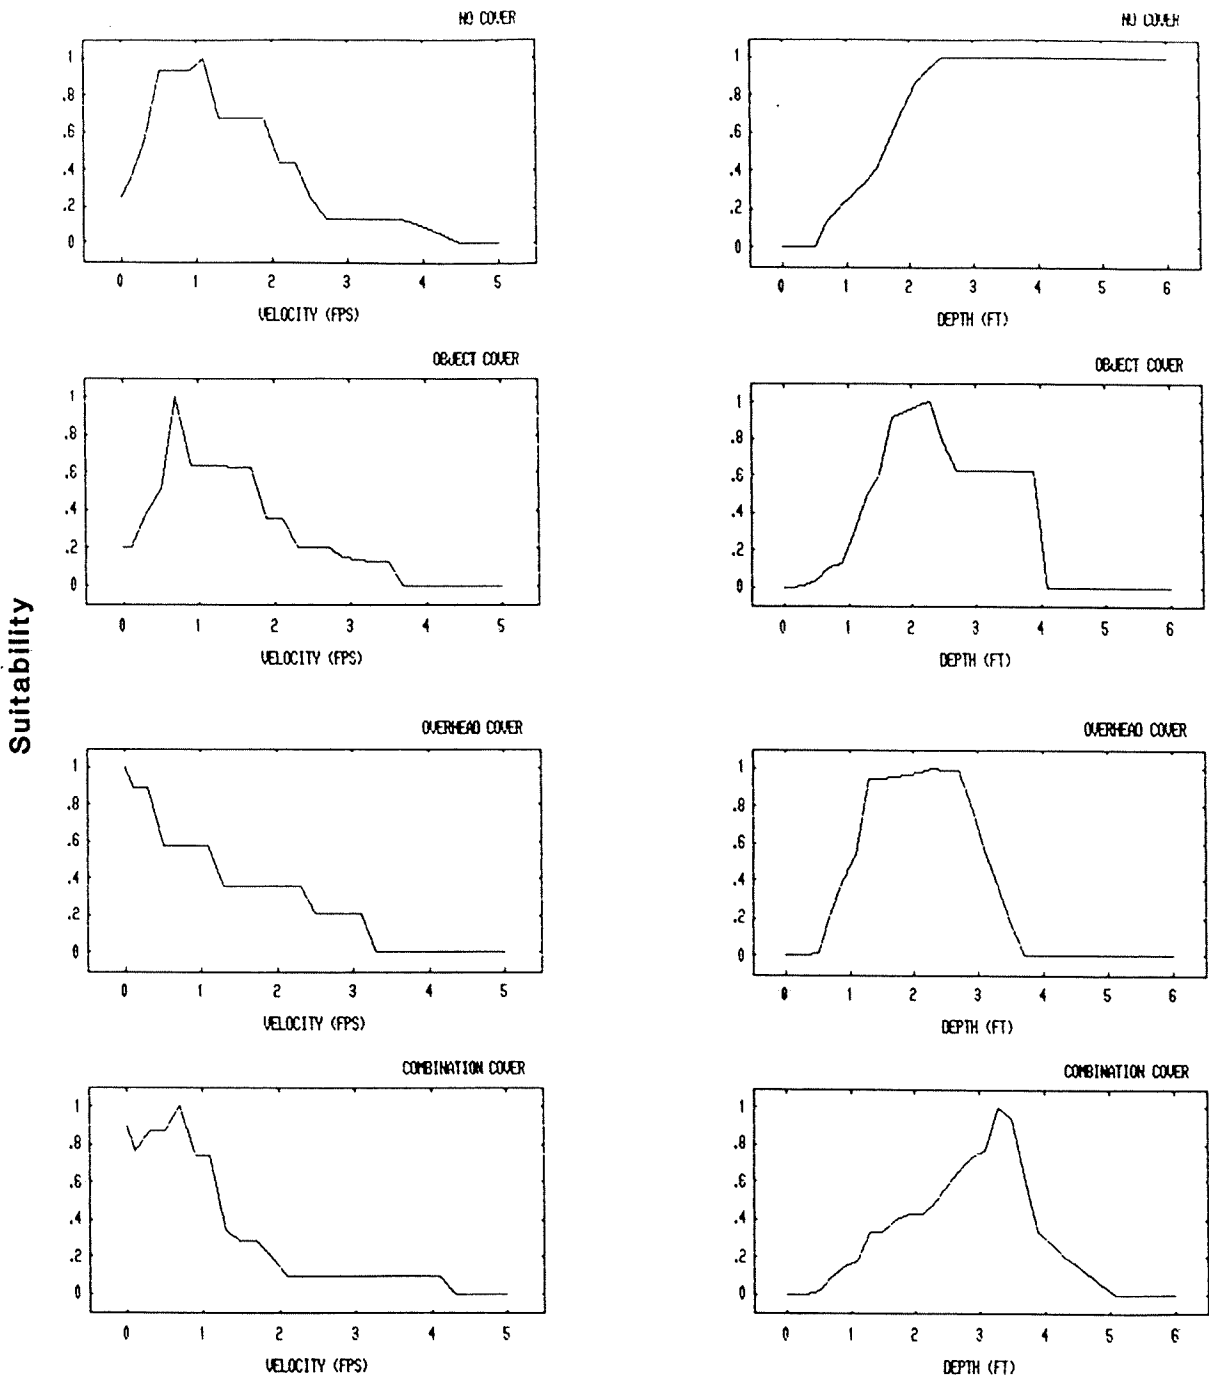 NO COVER
1
.8
.6
.4
.2
0
0 1 2 3 4 5
VELOCITY (FPS)
NO COVER
1
.8
.6
.4
.2
0
0 1 2 3 4 5 6
DEPTH (FT)
OBJECT COVER
1
.8
.6
.4
.2
0
0 1 2 3 4 5
VELOCITY (FPS)
OBJECT COVER
1
.8
.6
.4
.2
0
0 1 2 3 4 5 6
DEPTH (FT)
Suitability
OVERHEAD COVER
1
.8
.6
.4
.2
0
0 1 2 3 4 5
VELOCITY (FPS)
OVERHEAD COVER
1
.8
.6
.4
.2
0
0 1 2 3 4 5 6
DEPTH (FT)
COMBINATION COVER
1
.8
.6
.4
.2
0
0 1 2 3 4 5
VELOCITY (FPS)
COMBINATION COVER
1
.8
.6
.4
.2
0
0 1 2 3 4 5 6
DEPTH (FT)